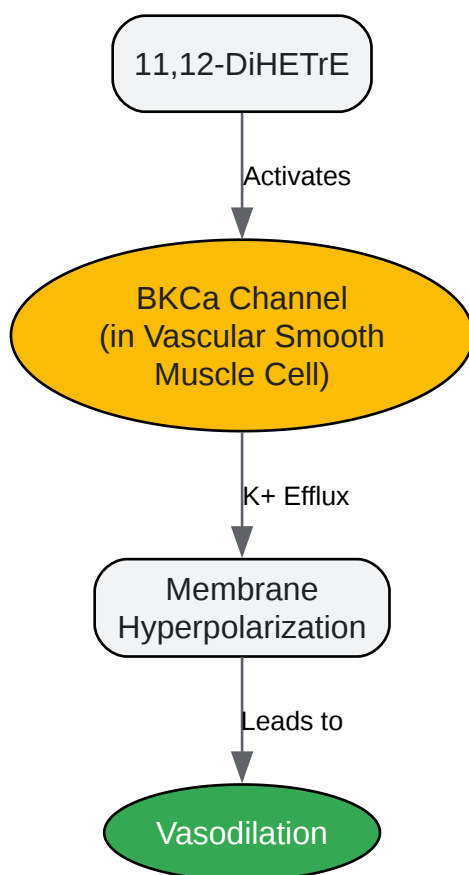 11,12-DiHETrE
Activates
BKCa Channel
(in Vascular Smooth
Muscle Cell)
K+ Efflux
Membrane
Hyperpolarization
Leads to
Vasodilation